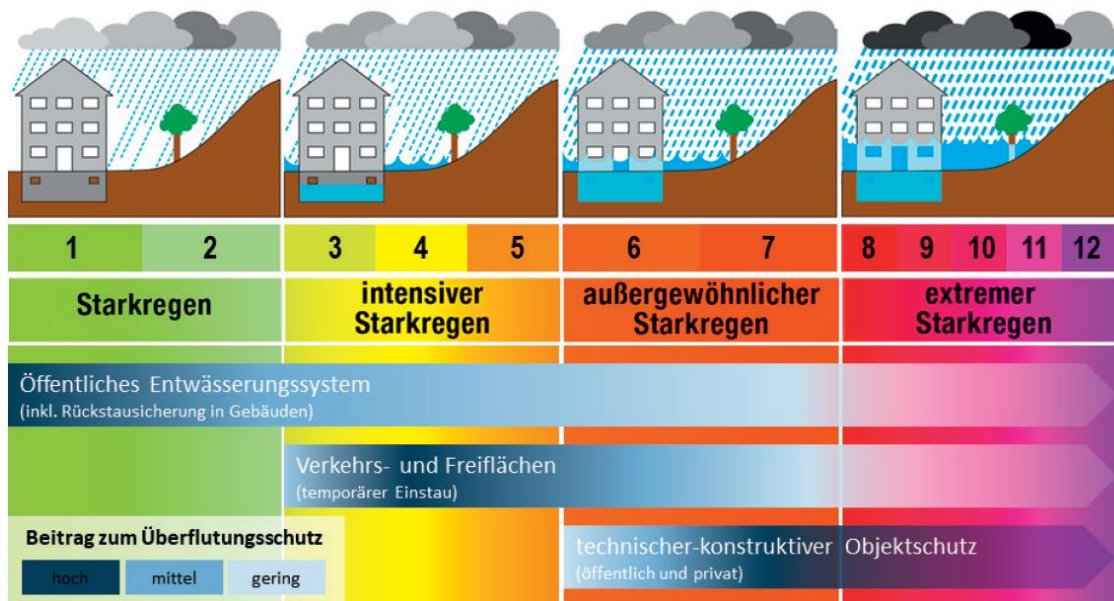 1 2 3 4 5 6 7 8 9 10 11 12
Starkregen
intensiver
Starkregen
außergewöhnlicher
Starkregen
extremer
Starkregen
Öffentliches Entwässerungssystem
(inkl. Rückstausicherung in Gebäuden)
Verkehrs- und Freiflächen
(temporärer Einstau)
technischer-konstruktiver Objektschutz
(öffentlich und privat)
Beitrag zum Überflutungsschutz
hoch mittel gering